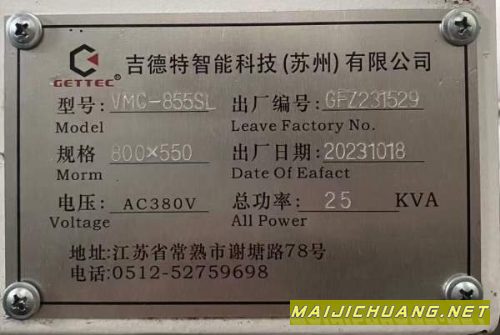 吉德特智能科技(苏州)有限公司
GETTEC®
型号: VMC-855SL 出厂编号: GFZ231529
Model Leave Factory No.
规格 800×550 出厂日期: 20231018
Morm Date Of Eafact
电压: AC380V 总功率: 25 KVA
Voltage All Power
地址:江苏省常熟市谢塘路78号
电话:0512-52759698
MAIJICHUANG.NET